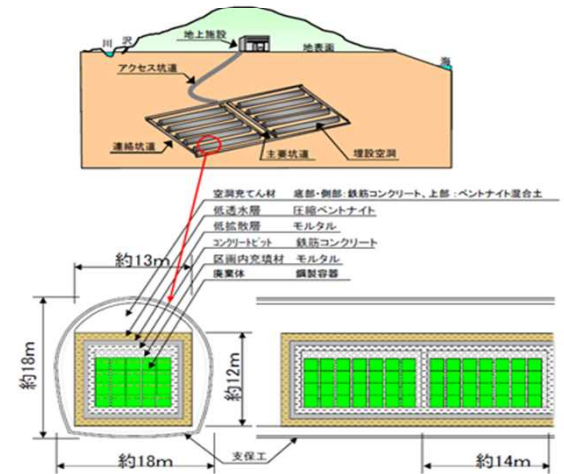 川 沢
地上施設
地表面
海
アクセス坑道
連絡坑道
主要坑道
埋設空洞
空洞充てん材 底部・側部:鉄筋コンクリート、上部:ベントナイト混合土
低透水層 圧縮ベントナイト
低拡散層 モルタル
コンクリートピット 鉄筋コンクリート
区画内充填材 モルタル
廃棄体 鋼製容器
約13m
約18m
約12m
支保工
約18m
約14m